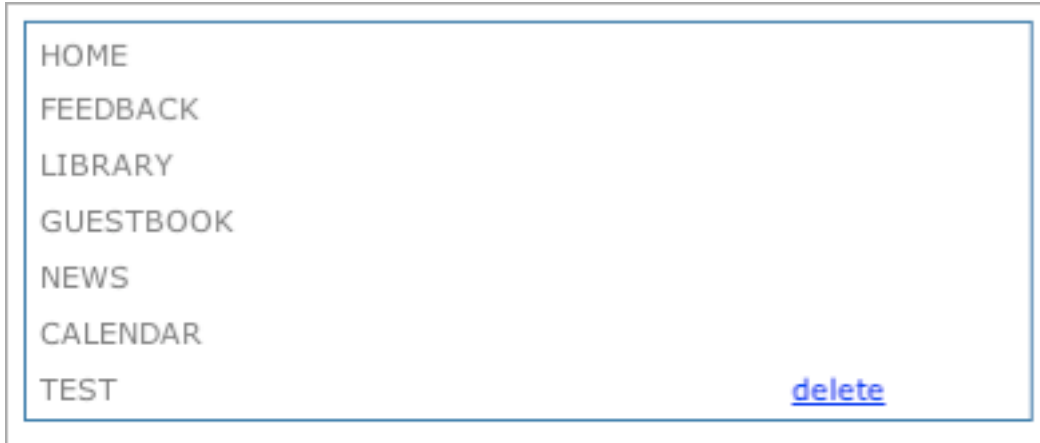 HOME
FEEDBACK
LIBRARY
GUESTBOOK
NEWS
CALENDAR
TEST delete